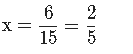 x = 6/15 = 2/5